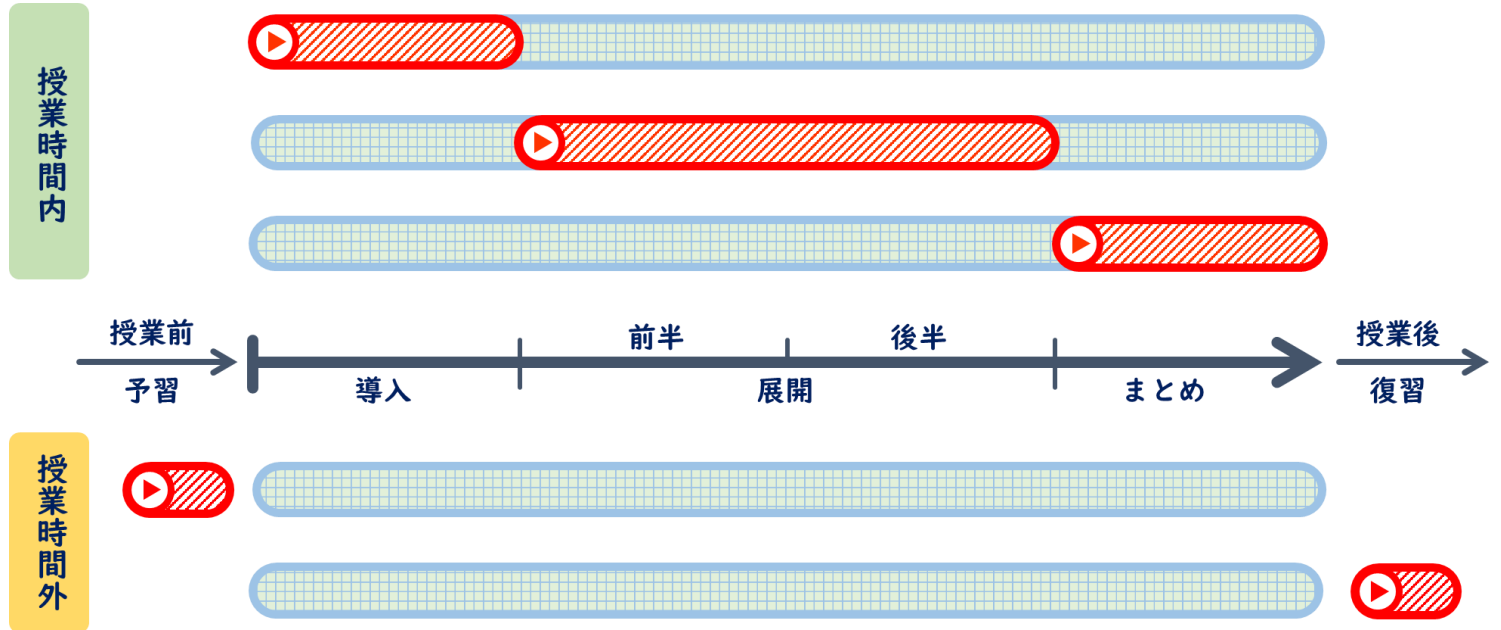 授業時間内
授業前
予習
導入
前半
後半
展開
まとめ
授業後
復習
授業時間外